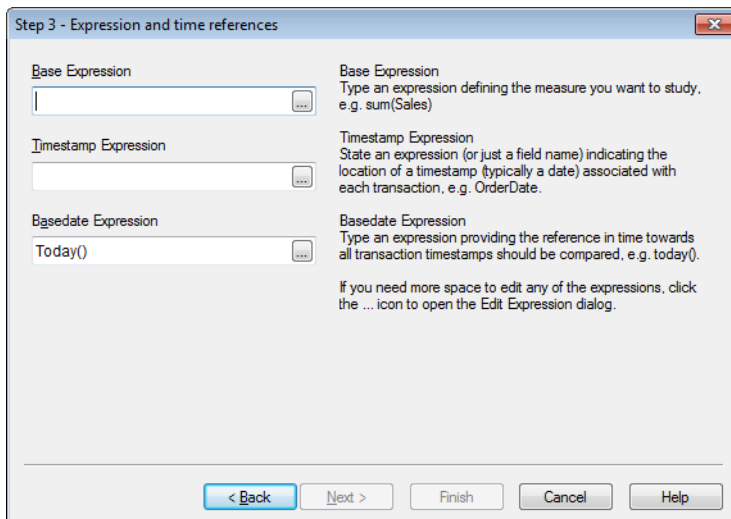 Step 3 - Expression and time references
Base Expression
...
Timestamp Expression
...
Basedate Expression
Today()
...
Base Expression
Type an expression defining the measure you want to study,
e.g. sum(Sales)
Timestamp Expression
State an expression (or just a field name) indicating the
location of a timestamp (typically a date) associated with
each transaction, e.g. OrderDate.
Basedate Expression
Type an expression providing the reference in time towards
all transaction timestamps should be compared, e.g. today().
If you need more space to edit any of the expressions, click
the ... icon to open the Edit Expression dialog.
< Back
Next >
Finish
Cancel
Help